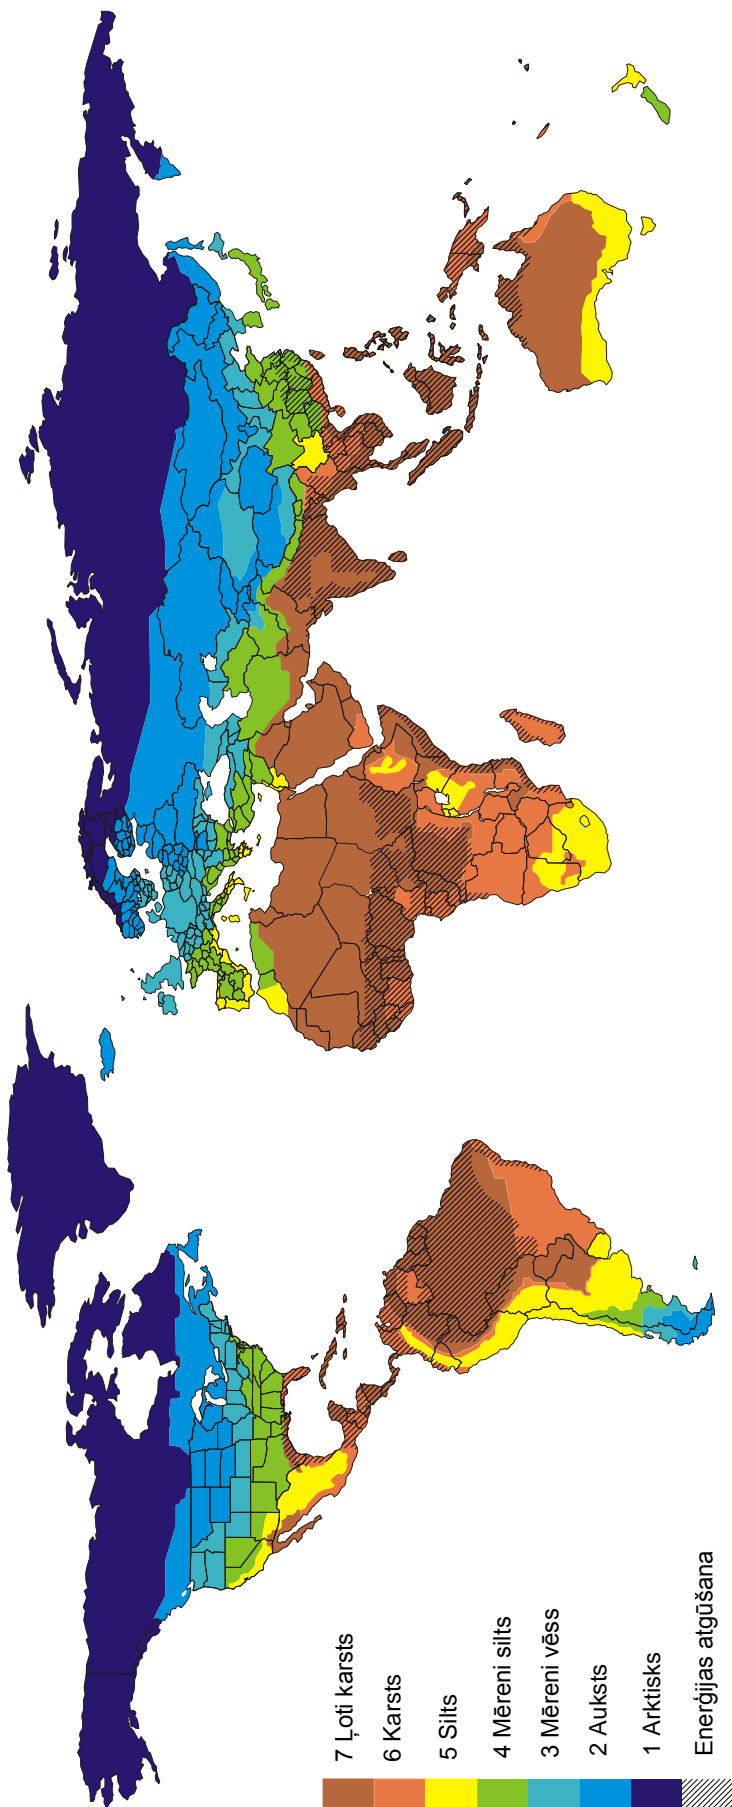 7 Ļoti karsts
6 Karsts
5 Silts
4 Mēreni silts
3 Mēreni vēss
2 Auksts
1 Arktisks
Enerģijas atgūšana